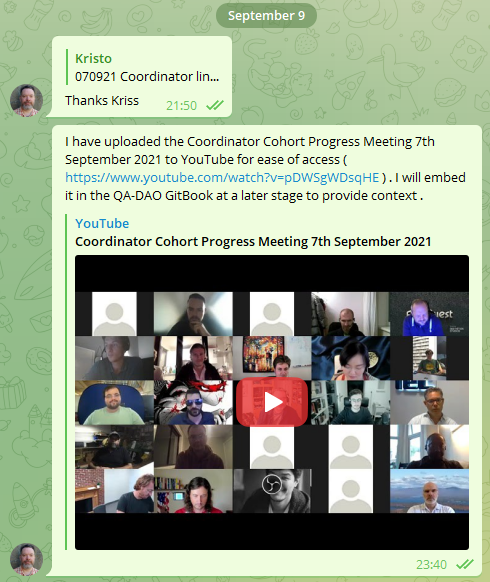 September 9
Kristo
070921 Coordinator lin...
Thanks Kriss
21:50
I have uploaded the Coordinator Cohort Progress Meeting 7th
September 2021 to YouTube for ease of access (
https://www.youtube.com/watch?v=pDWSgWDsqHE ) . I will embed
it in the QA-DAO GitBook at a later stage to provide context .
YouTube
Coordinator Cohort Progress Meeting 7th September 2021
23:40